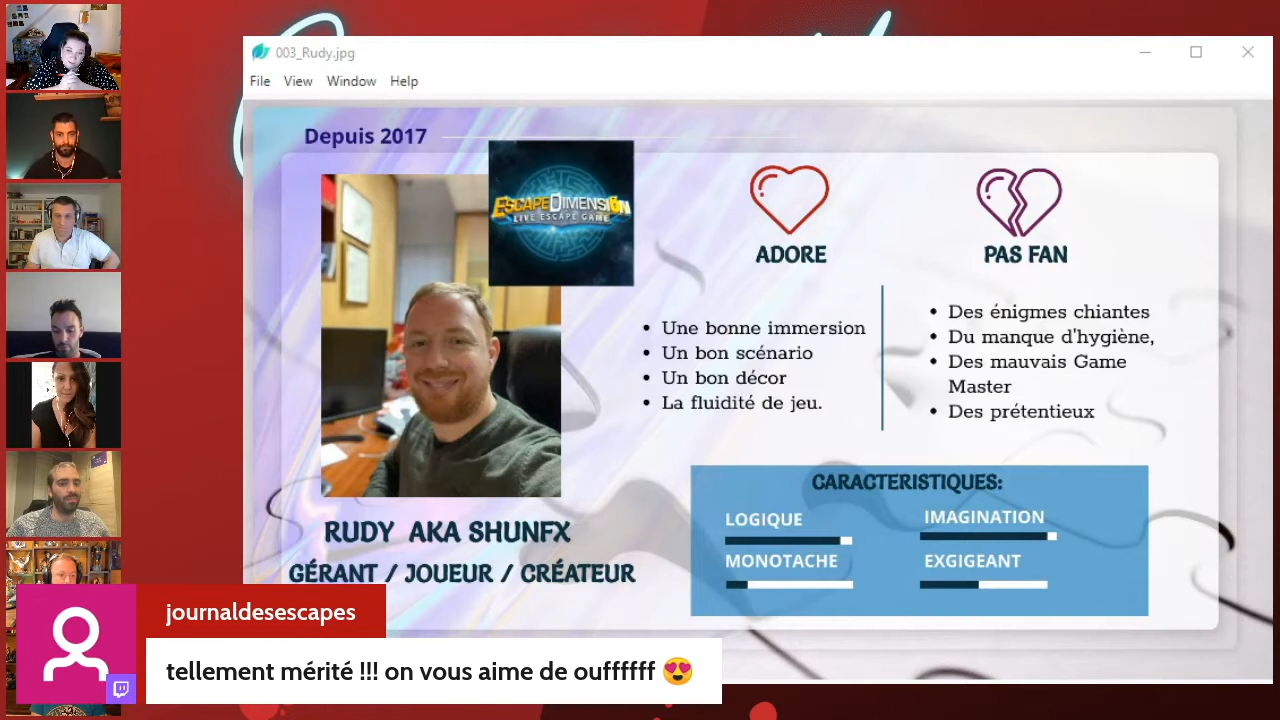 003_Rudy.jpg
File View Window Help
Depuis 2017
ESCAPE DIMENSION
LIVE ESCAPE GAME
ADORE
Une bonne immersion
Un bon scénario
Un bon décor
La fluidité de jeu.
PAS FAN
Des énigmes chiantes
Du manque d'hygiène,
Des mauvais Game
Master
Des prétentieux
RUDY AKA SHUNFX
GÉRANT / JOUEUR / CRÉATEUR
CARACTERISTIQUES:
LOGIQUE
IMAGINATION
MONOTACHE
EXGIGEANT
journaldesescapes
tellement mérité !!! on vous aime de ouffffff 😍